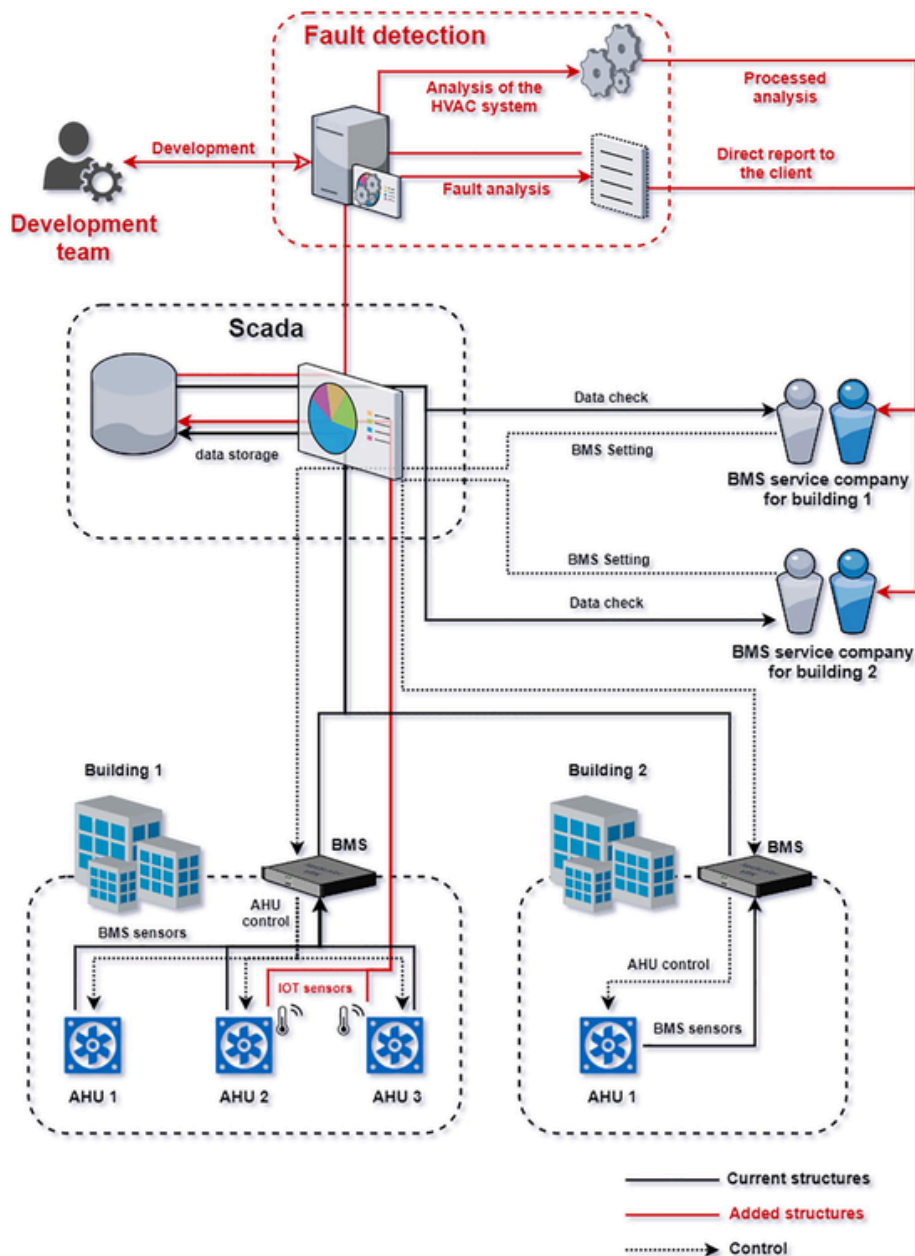 Fault detection
Analysis of the
HVAC system
Processed
analysis
Development
Fault analysis
Direct report to
the client
Development
team
Scada
data storage
Data check
BMS Setting
BMS service company
for building 1
BMS Setting
Data check
BMS service company
for building 2
Building 1
BMS
Building 2
BMS
AHU
control
BMS sensors
IOT sensors
AHU control
BMS sensors
AHU 1
AHU 2
AHU 3
AHU 1
Current structures
Added structures
Control